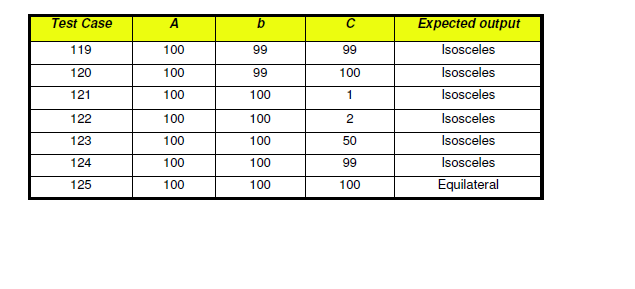 Test Case A b C Expected output
119 100 99 99 Isosceles
120 100 99 100 Isosceles
121 100 100 1 Isosceles
122 100 100 2 Isosceles
123 100 100 50 Isosceles
124 100 100 99 Isosceles
125 100 100 100 Equilateral